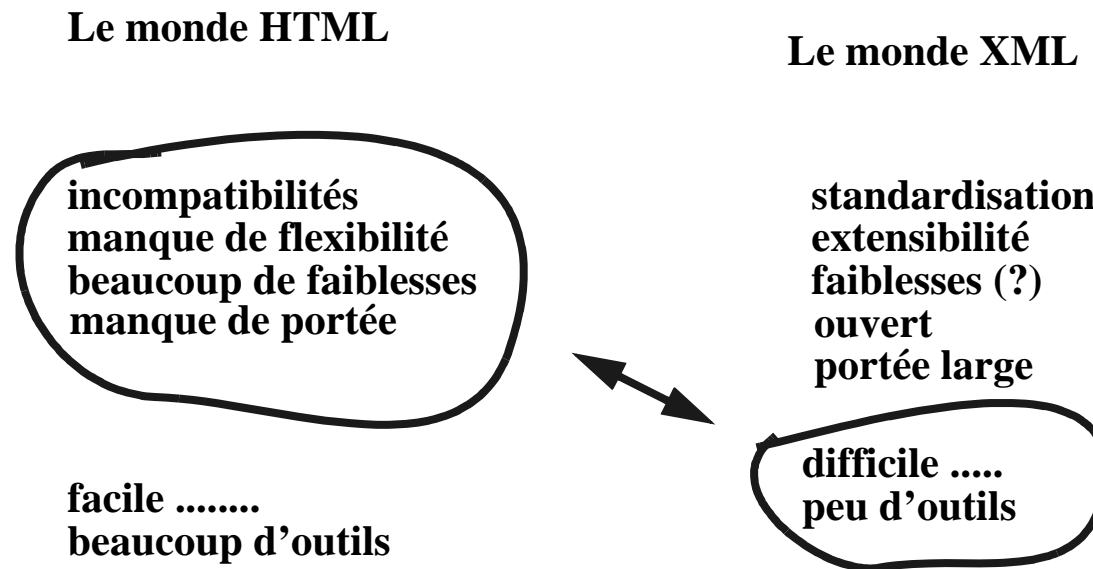 Le monde HTML
incompatibilités
manque de flexibilité
beaucoup de faiblesses
manque de portée
facile ........
beaucoup d’outils
Le monde XML
standardisation
extensibilité
faiblesses (?)
ouvert
portée large
difficile .....
peu d’outils